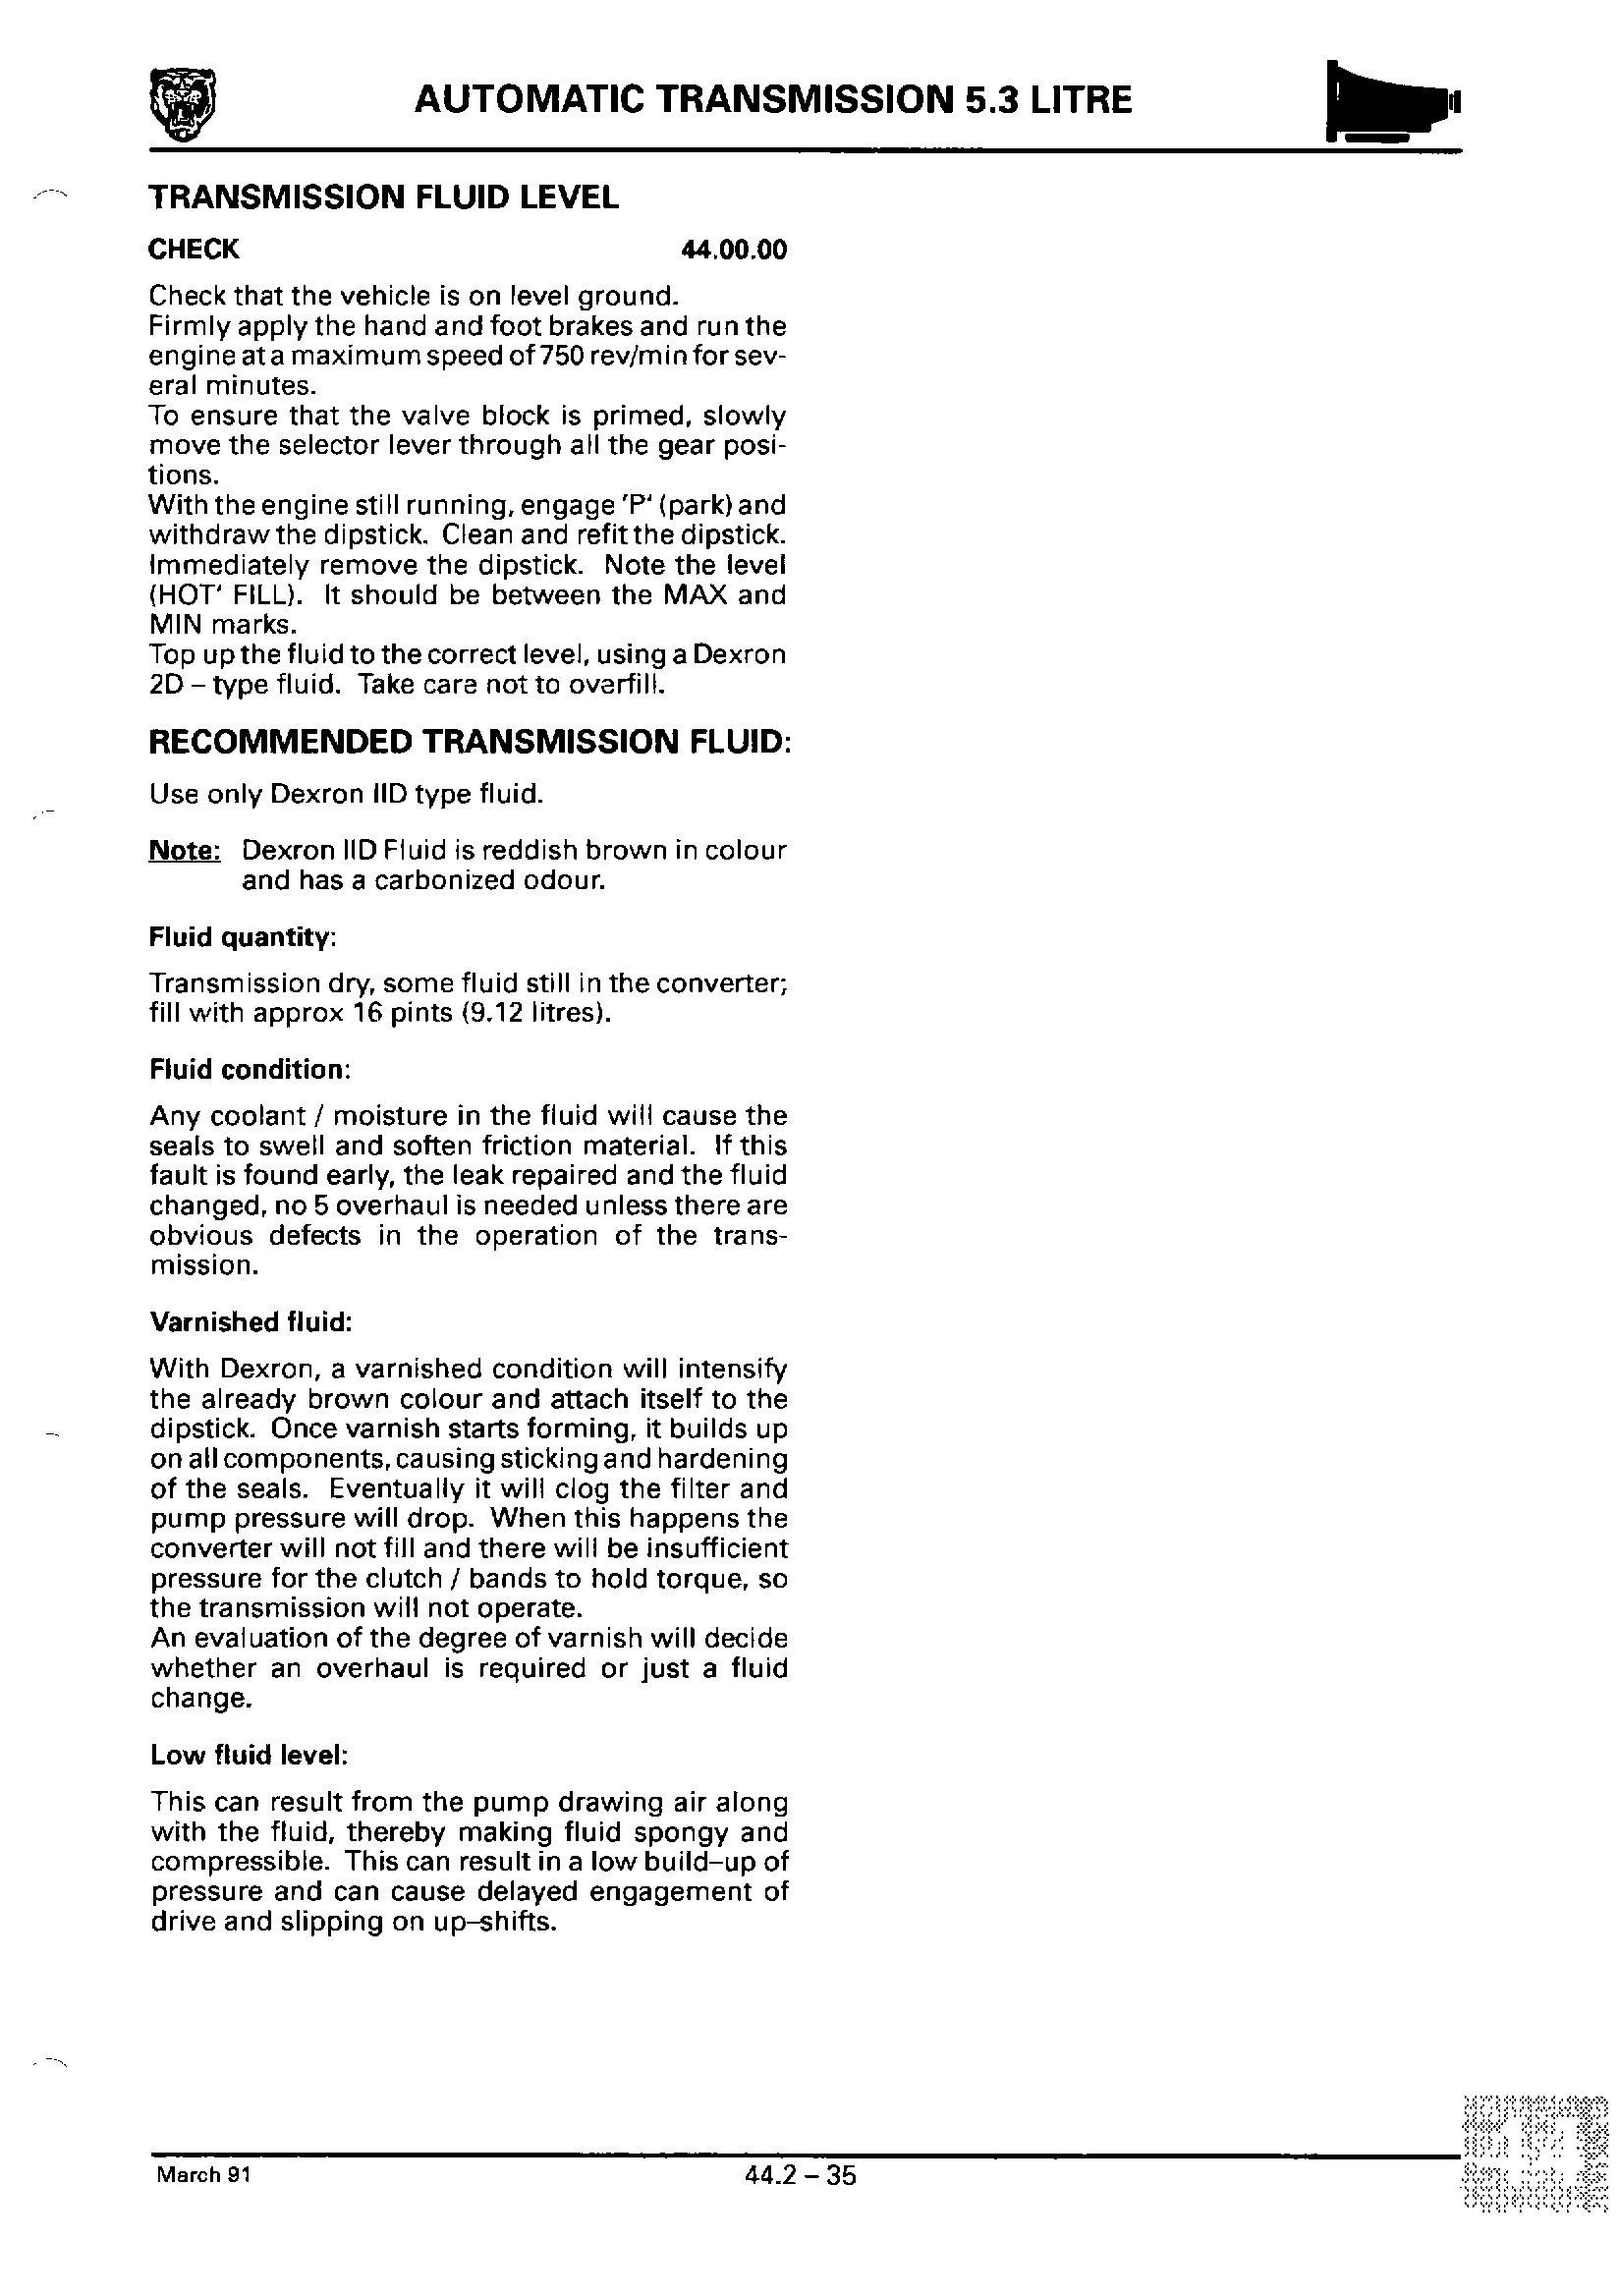 AUTOMATIC TRANSMISSION 5.3 LITRE
TRANSMISSION FLUID LEVEL
CHECK 44.00.00
Check that the vehicle is on level ground.
Firmly apply the hand and foot brakes and run the
engine at a maximum speed of 750 rev/min for sev-
eral minutes.
To ensure that the valve block is primed, slowly
move the selector lever through all the gear posi-
tions.
With the engine still running, engage 'P' (park) and
withdraw the dipstick. Clean and refit the dipstick.
Immediately remove the dipstick. Note the level
(HOT' FILL). It should be between the MAX and
MIN marks.
Top up the fluid to the correct level, using a Dexron
2D – type fluid. Take care not to overfill.
RECOMMENDED TRANSMISSION FLUID:
Use only Dexron IID type fluid.
Note: Dexron IID Fluid is reddish brown in colour
and has a carbonized odour.
Fluid quantity:
Transmission dry, some fluid still in the converter;
fill with approx 16 pints (9.12 litres).
Fluid condition:
Any coolant / moisture in the fluid will cause the
seals to swell and soften friction material. If this
fault is found early, the leak repaired and the fluid
changed, no 5 overhaul is needed unless there are
obvious defects in the operation of the trans-
mission.
Varnished fluid:
With Dexron, a varnished condition will intensify
the already brown colour and attach itself to the
dipstick. Once varnish starts forming, it builds up
on all components, causing sticking and hardening
of the seals. Eventually it will clog the filter and
pump pressure will drop. When this happens the
converter will not fill and there will be insufficient
pressure for the clutch / bands to hold torque, so
the transmission will not operate.
An evaluation of the degree of varnish will decide
whether an overhaul is required or just a fluid
change.
Low fluid level:
This can result from the pump drawing air along
with the fluid, thereby making fluid spongy and
compressible. This can result in a low build–up of
pressure and can cause delayed engagement of
drive and slipping on up–shifts.
March 91 44.2 – 35